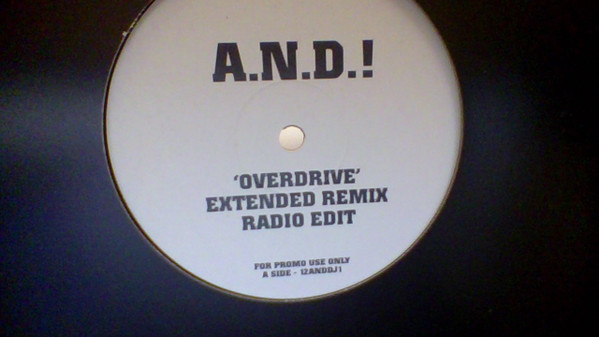 A.N.D.!
'OVERDRIVE'
EXTENDED REMIX
RADIO EDIT
FOR PROMO USE ONLY
A SIDE - 12ANDDJ1